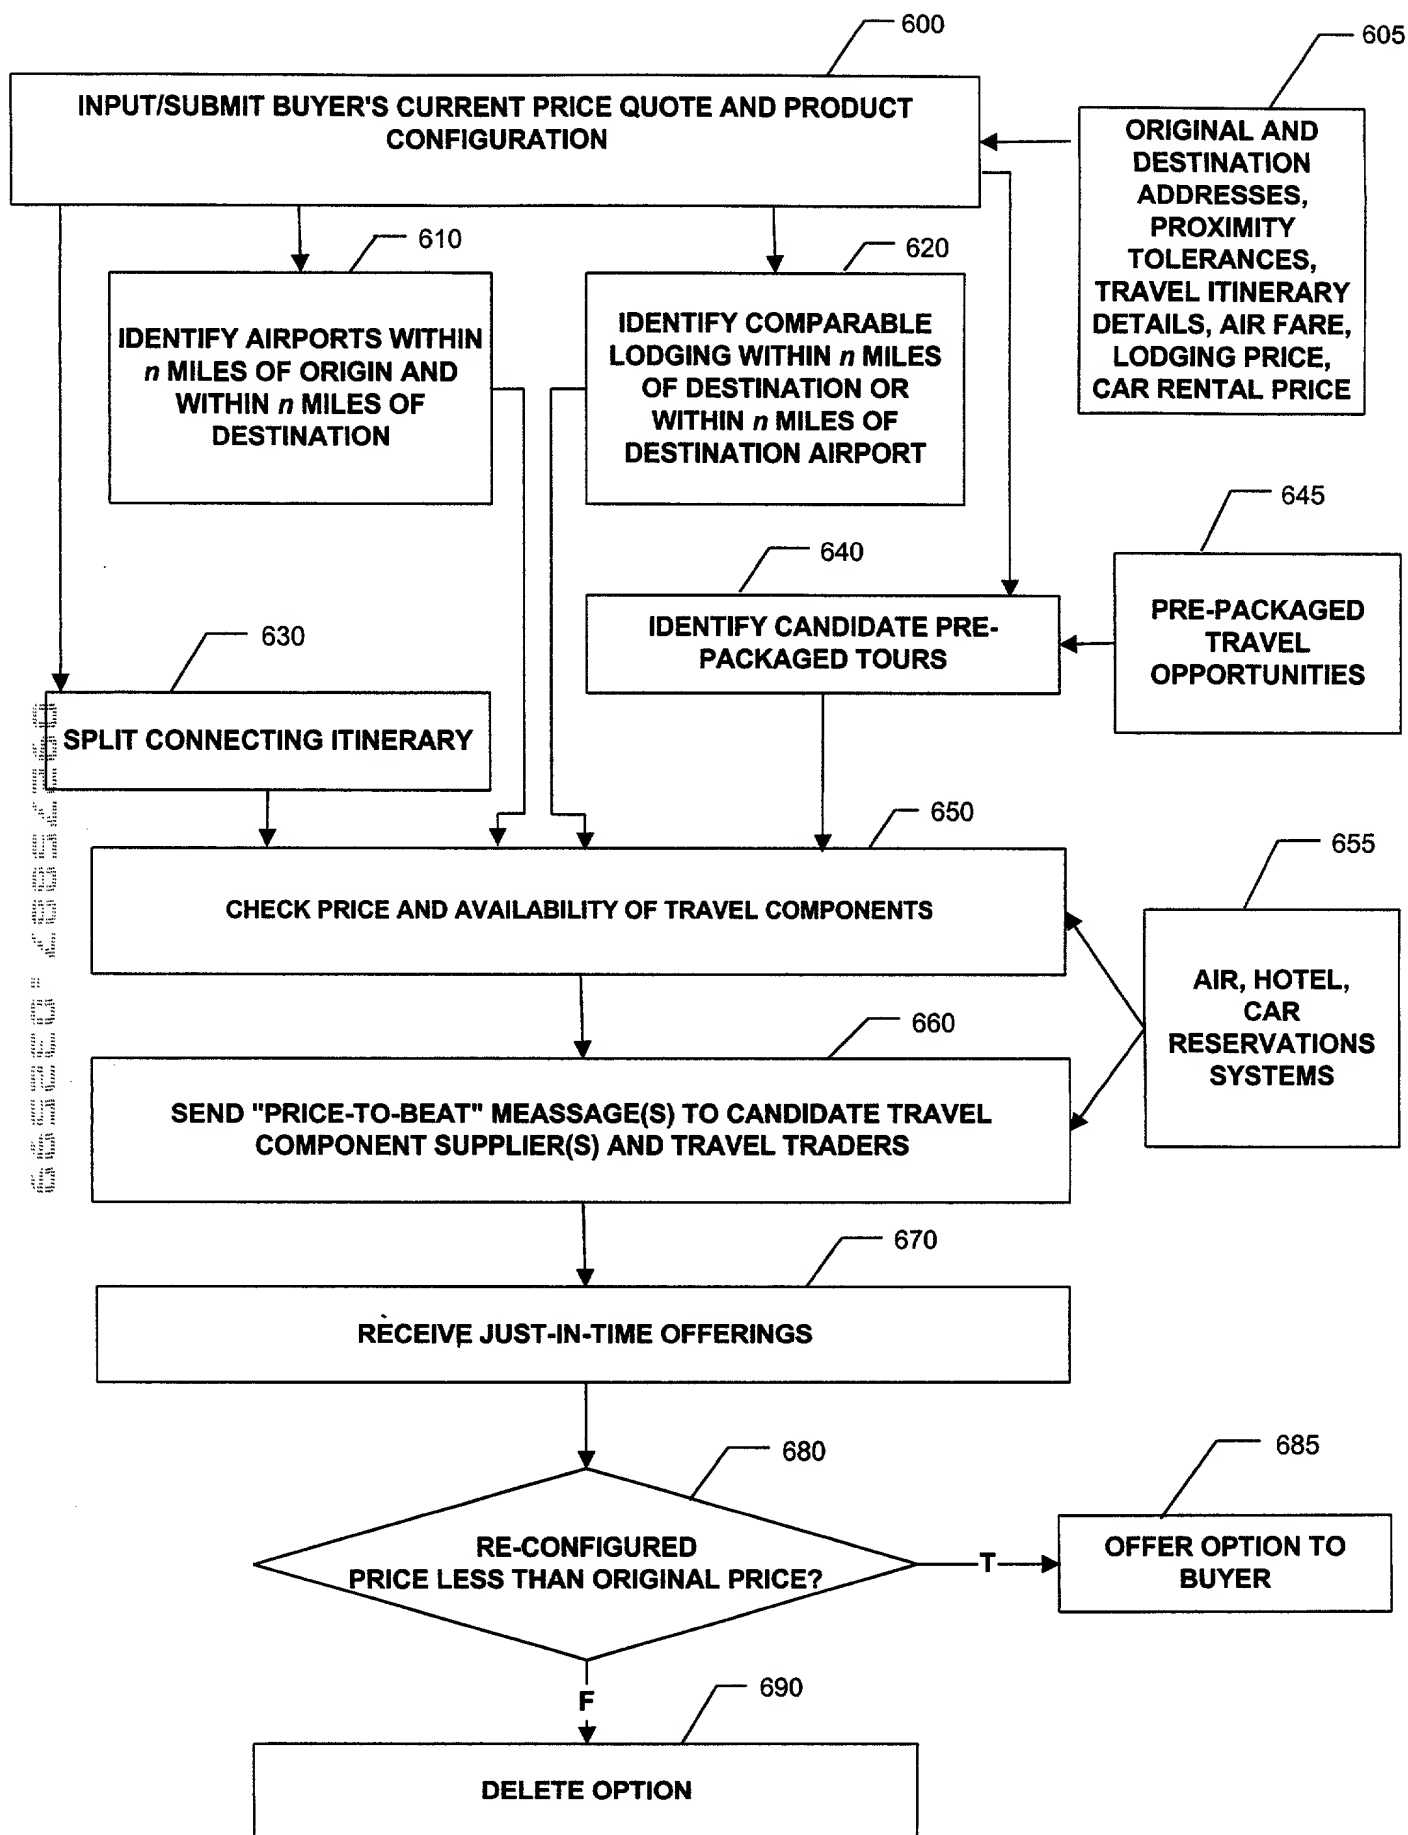 600
605
INPUT/SUBMIT BUYER'S CURRENT PRICE QUOTE AND PRODUCT
CONFIGURATION
ORIGINAL AND
DESTINATION
ADDRESSES,
PROXIMITY
TOLERANCES,
TRAVEL ITINERARY
DETAILS, AIR FARE,
LODGING PRICE,
CAR RENTAL PRICE
610
620
IDENTIFY AIRPORTS WITHIN
n MILES OF ORIGIN AND
WITHIN n MILES OF
DESTINATION
IDENTIFY COMPARABLE
LODGING WITHIN n MILES
OF DESTINATION OR
WITHIN n MILES OF
DESTINATION AIRPORT
645
640
PRE-PACKAGED
TRAVEL
OPPORTUNITIES
IDENTIFY CANDIDATE PRE-
PACKAGED TOURS
630
SPLIT CONNECTING ITINERARY
650
655
CHECK PRICE AND AVAILABILITY OF TRAVEL COMPONENTS
AIR, HOTEL,
CAR
RESERVATIONS
SYSTEMS
660
SEND "PRICE-TO-BEAT" MEASSAGE(S) TO CANDIDATE TRAVEL
COMPONENT SUPPLIER(S) AND TRAVEL TRADERS
670
RECEIVE JUST-IN-TIME OFFERINGS
680
685
RE-CONFIGURED
PRICE LESS THAN ORIGINAL PRICE?
T
OFFER OPTION TO
BUYER
F
690
DELETE OPTION